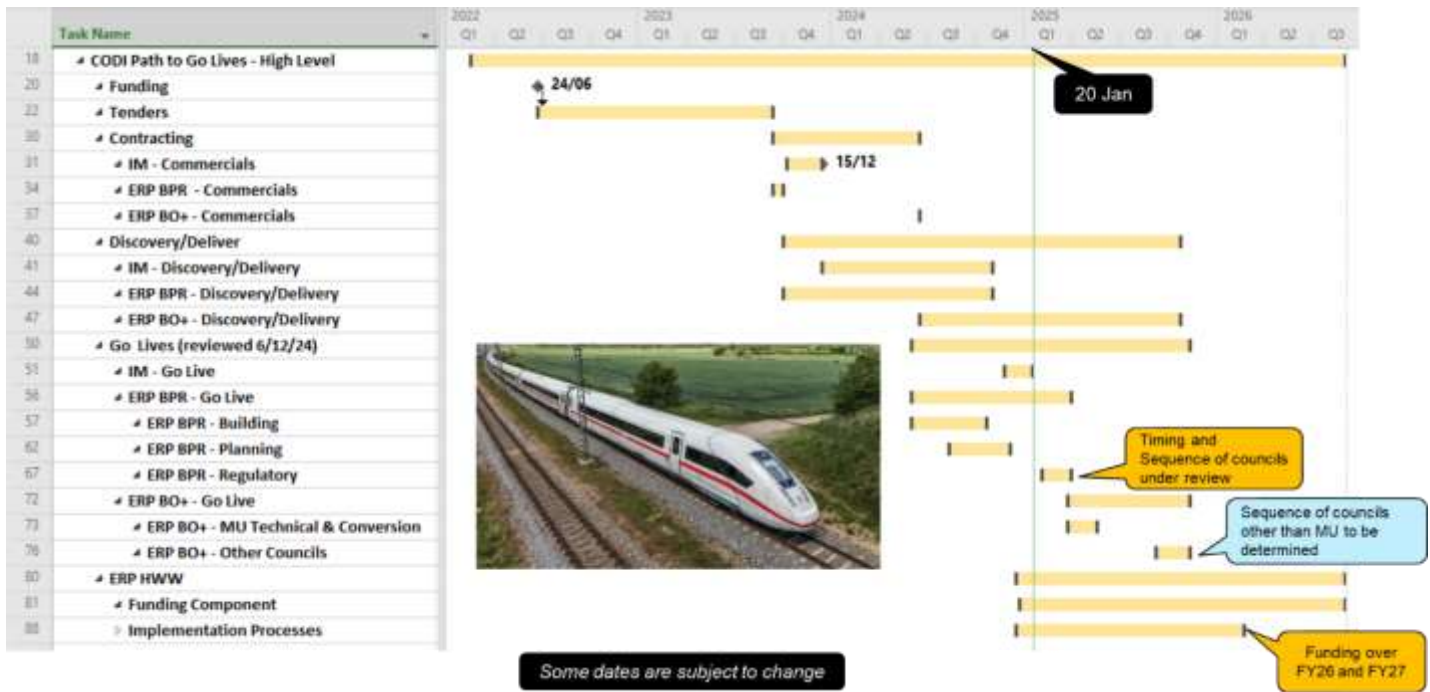 2022 2023 2024 2025 2026
Task Name Q1 Q2 Q3 Q4 Q1 Q2 Q3 Q4 Q1 Q2 Q3 Q4 Q1 Q2 Q3 Q4 Q1 Q2 Q3
18 CODI Path to Go Lives - High Level
20 Funding 24/06
20 Jan
22 Tenders
30 Contracting
31 IM - Commercials 15/12
34 ERP BPR - Commercials
37 ERP BO+ - Commercials
40 Discovery/Deliver
41 IM - Discovery/Delivery
44 ERP BPR - Discovery/Delivery
47 ERP BO+ - Discovery/Delivery
50 Go Lives (reviewed 6/12/24)
51 IM - Go Live
56 ERP BPR - Go Live
57 ERP BPR - Building
62 ERP BPR - Planning
67 ERP BPR - Regulatory
Timing and
Sequence of councils
under review
72 ERP BO+ - Go Live
73 ERP BO+ - MU Technical & Conversion
76 ERP BO+ - Other Councils
Sequence of councils
other than MU to be
determined
80 ERP HWW
81 Funding Component
88 Implementation Processes
Funding over
FY26 and FY27
Some dates are subject to change